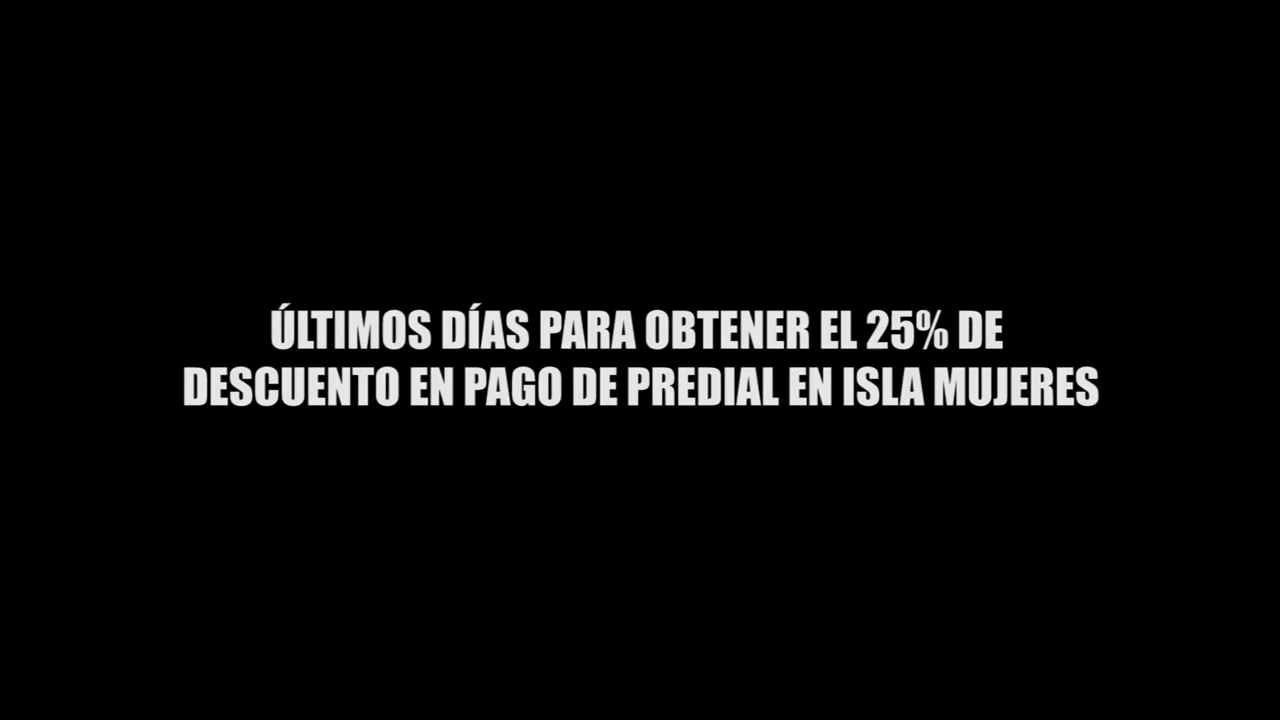 ÚLTIMOS DÍAS PARA OBTENER EL 25% DE
DESCUENTO EN PAGO DE PREDIAL EN ISLA MUJERES